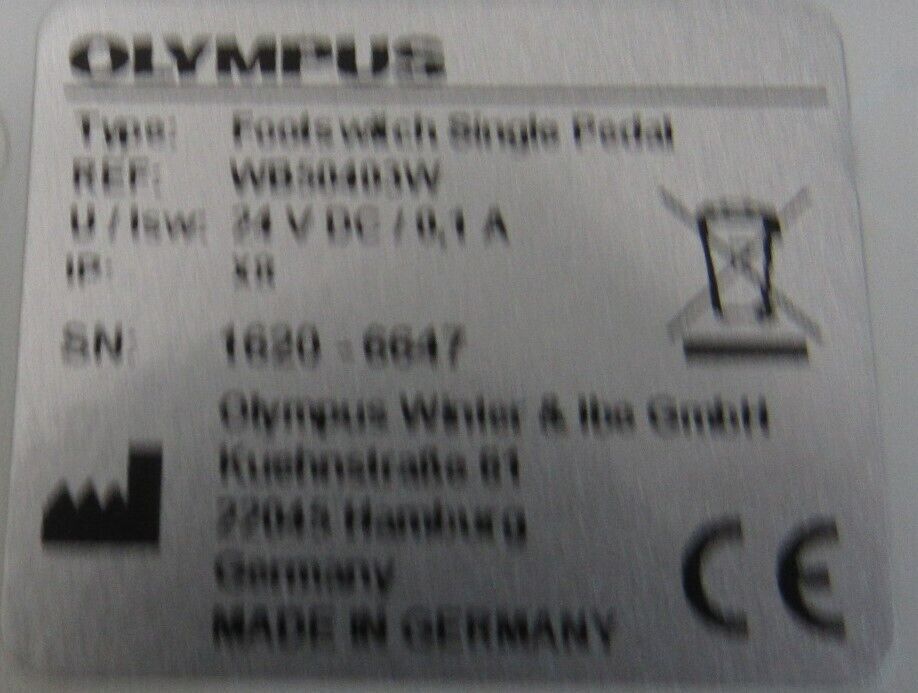 OLYMPUS
Type: Footswitch Single Pedal
REF: WB50403W
U / Isw: 24 V DC / 0,1 A
IP: X8
SN: 1620 - 6647
Olympus Winter & Ibe GmbH
Kuehnstraße 61
22045 Hamburg
Germany
MADE IN GERMANY
CE